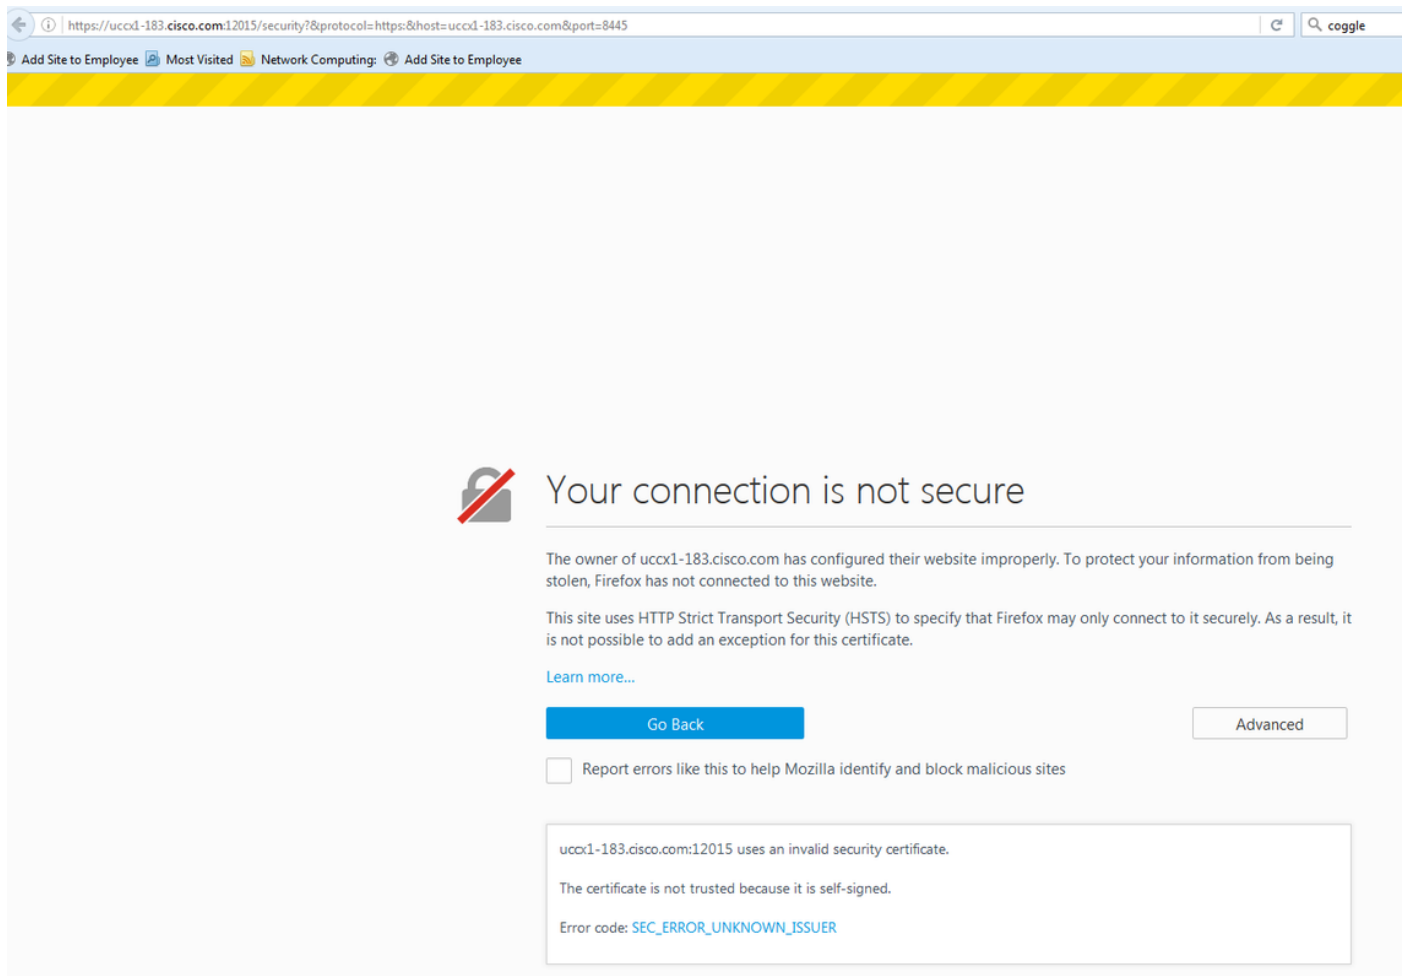 https://uccx1-183.cisco.com:12015/security?&protocol=https:&host=uccx1-183.cisco.com&port=8445
coggle
Add Site to Employee Most Visited Network Computing: Add Site to Employee
Your connection is not secure
The owner of uccx1-183.cisco.com has configured their website improperly. To protect your information from being
stolen, Firefox has not connected to this website.
This site uses HTTP Strict Transport Security (HSTS) to specify that Firefox may only connect to it securely. As a result, it
is not possible to add an exception for this certificate.
Learn more...
Go Back
Advanced
Report errors like this to help Mozilla identify and block malicious sites
uccx1-183.cisco.com:12015 uses an invalid security certificate.
The certificate is not trusted because it is self-signed.
Error code: SEC_ERROR_UNKNOWN_ISSUER